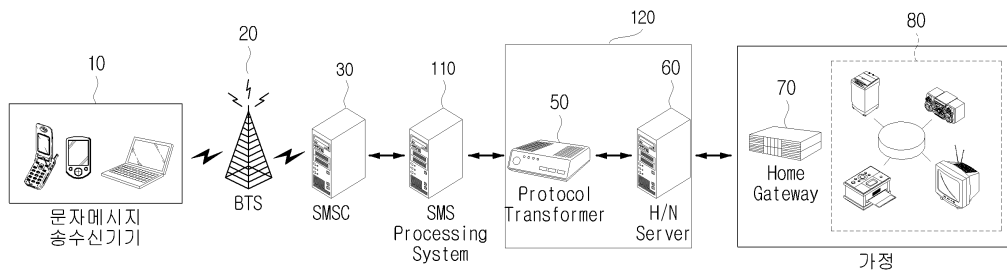 120
80
20
10
30
110
60
50
70
BTS
SMSC
SMS
Processing
System
Protocol
Transformer
H/N
Server
Home
Gateway
문자메시지
송수신기기
가정